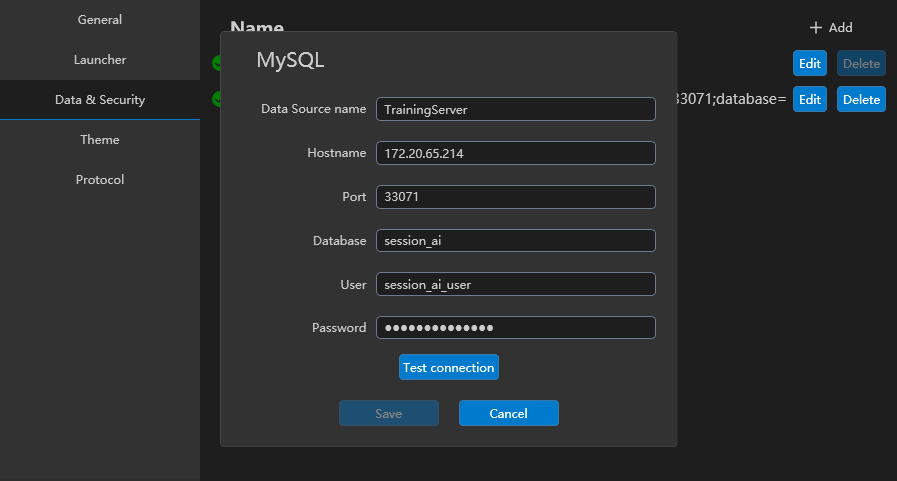 General
Launcher
Data & Security
Theme
Protocol
Name
+ Add
Edit Delete
33071;database= Edit Delete
MySQL
Data Source name TrainingServer
Hostname 172.20.65.214
Port 33071
Database session_ai
User session_ai_user
Password ●●●●●●●●●●●●●●
Test connection
Save Cancel